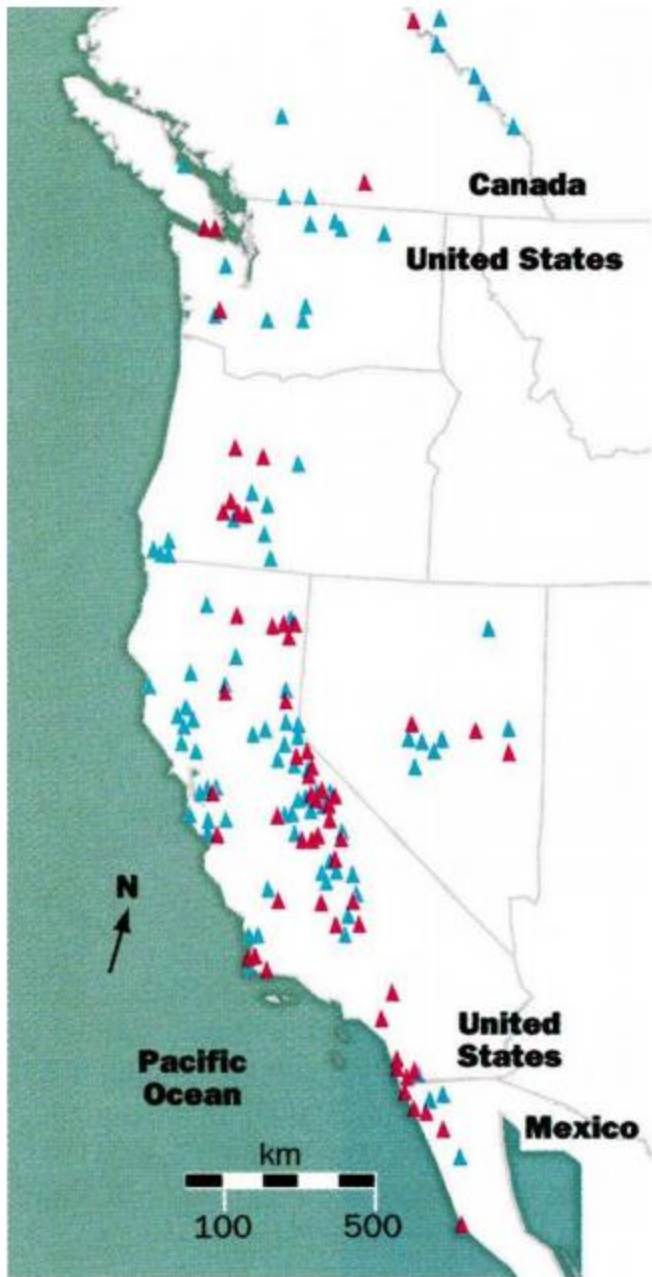 Canada
United States
N
United
States
Pacific
Ocean
Mexico
km
100 500